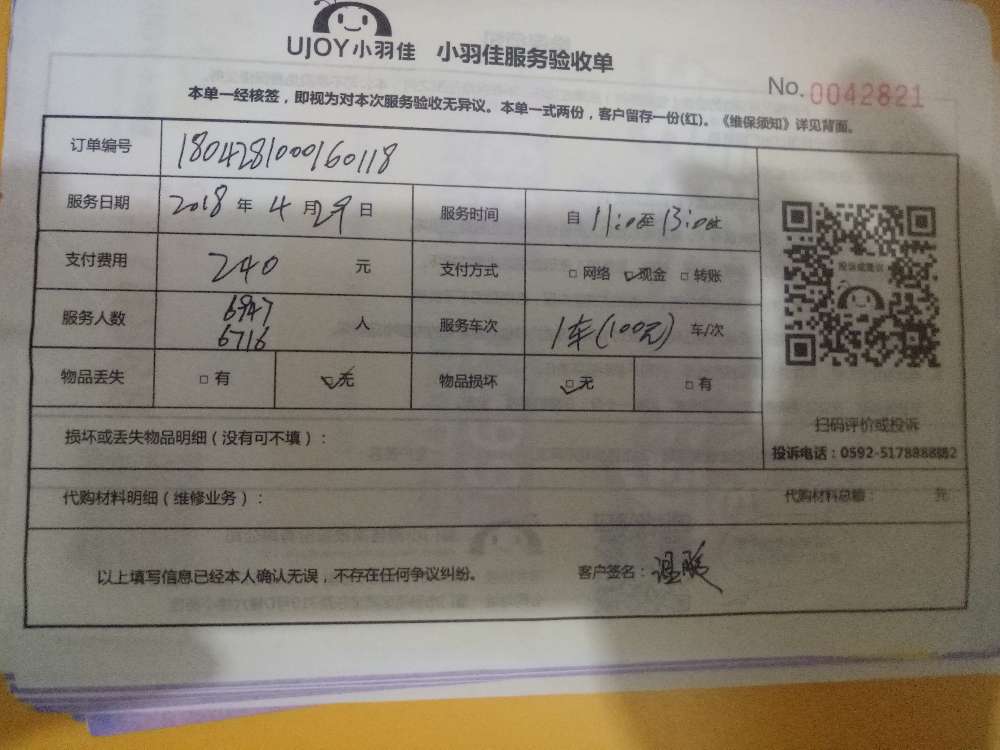 UJOY小羽佳 小羽佳服务验收单
No. 0042821
本单一经核签，即视为对本次服务验收无异议。本单一式两份，客户留存一份(红)。《维保须知》详见背面。
订单编号 1804281000160118
服务日期 2018 年 4 月 29 日 服务时间 自 11:00 至 13:00 止
支付费用 240 元 支付方式 □ 网络 □ 现金 □ 转账
服务人数 6947 6716 人 服务车次 1车(100元) 车/次
物品丢失 □ 有 □ 无 物品损坏 □ 无 □ 有
投诉或建议
扫码评价或投诉
投诉电话：0592-5178888882
损坏或丢失物品明细（没有可不填）：
代购材料明细（维修业务）： 代购材料总额： 元
以上填写信息已经本人确认无误，不存在任何争议纠纷。 客户签名：温